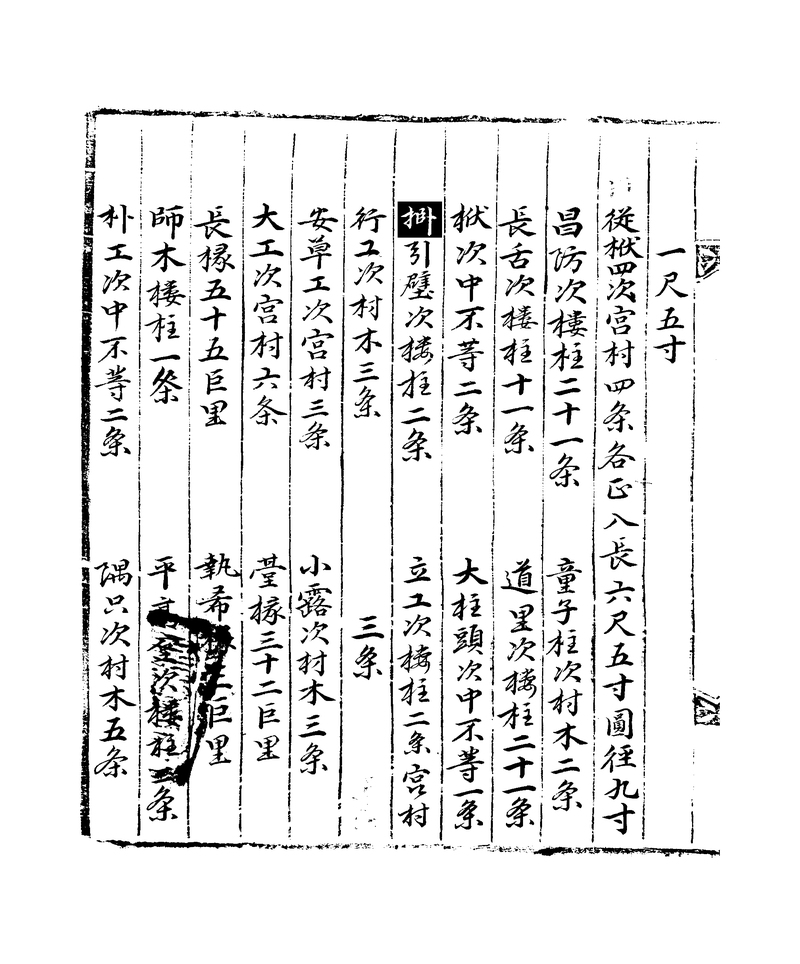 一尺五寸
從栿四次宮村四条各正八長六尺五寸圓徑九寸
昌防次樓柱二十一条 童子柱次村木二条
長舌次樓柱十一条 道里次樓柱二十一条
栿次中不等二条 大柱頭次中不等一条
引壁次樓柱二条 立工次樓柱二条宮村
三条
行工次村木三条
安草工次宮村三条 小露次村木三条
大工次宮村六条 臺椽三十二巨里
長椽五十五巨里 執希椽二巨里
師木樓柱一条 平 次樓柱 条
朴工次中不等二条 隅只次村木五条